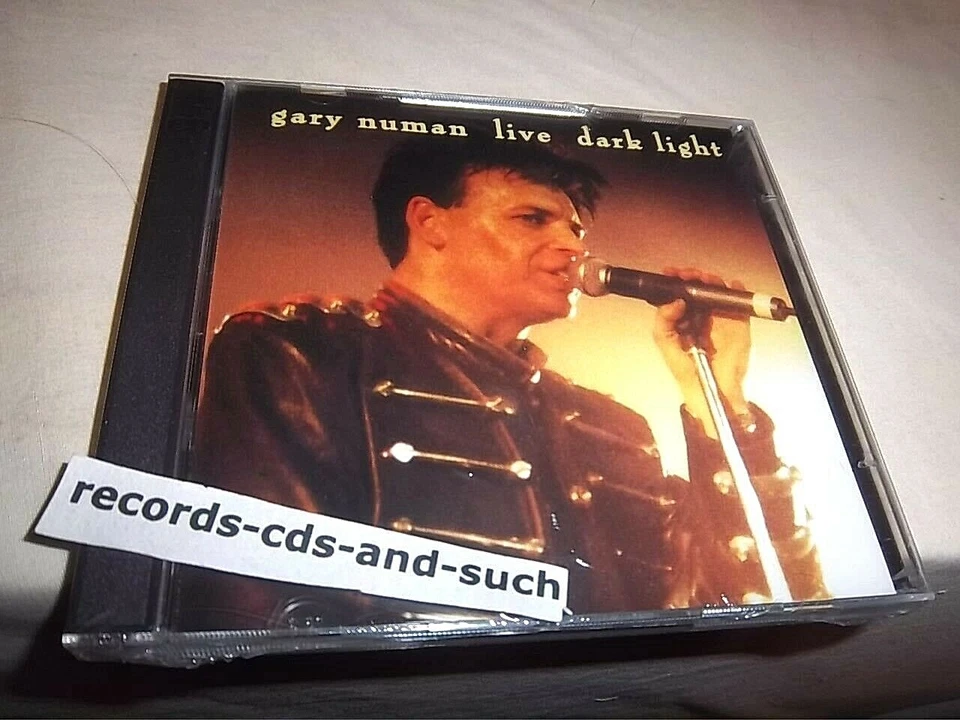 gary numan live dark light
records-cds-and-such